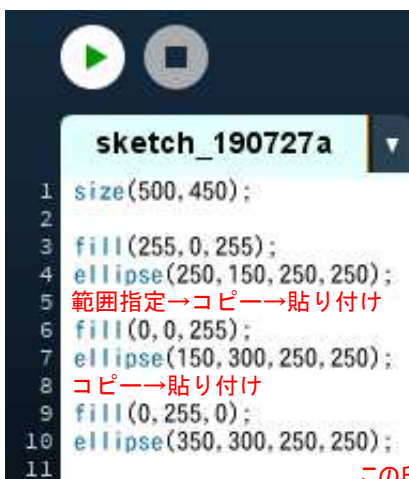 sketch_190727a
1 size(500,450);
2
3 fill(255,0,255);
4 ellipse(250,150,250,250);
5 範囲指定→コピー→貼り付け
6 fill(0,0,255);
7 ellipse(150,300,250,250);
8 コピー→貼り付け
9 fill(0,255,0);
10 ellipse(350,300,250,250);
11
この